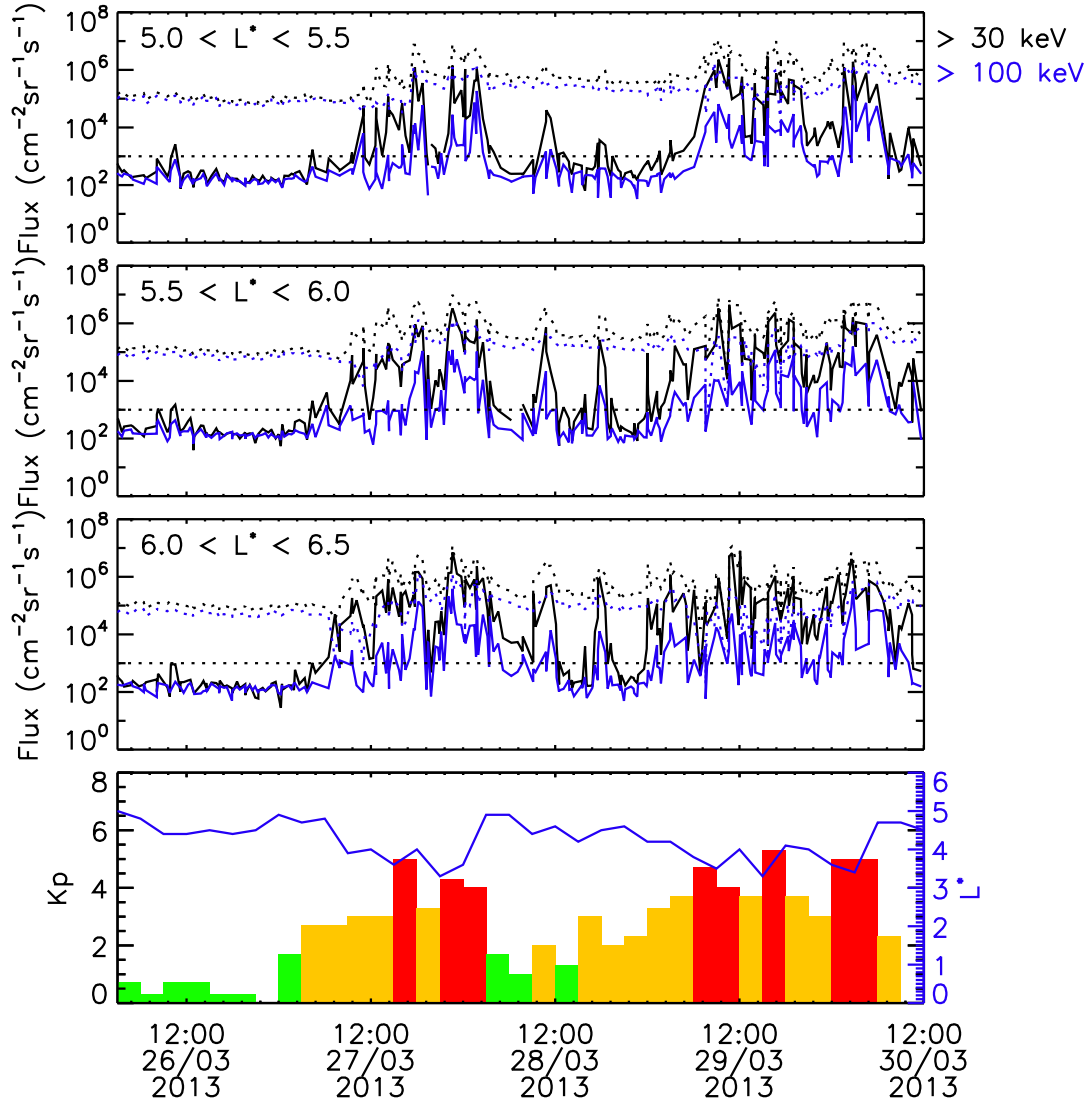 10⁸
5.0 < L* < 5.5
> 30 keV
> 100 keV
10⁶
10⁴
10²
10⁰
Flux (cm⁻²sr⁻¹s⁻¹)
10⁸
5.5 < L* < 6.0
10⁶
10⁴
10²
10⁰
Flux (cm⁻²sr⁻¹s⁻¹)
10⁸
6.0 < L* < 6.5
10⁶
10⁴
10²
10⁰
Flux (cm⁻²sr⁻¹s⁻¹)
8
6
4
2
0
Kp
6
5
4
3
2
1
0
L*
12:00 12:00 12:00 12:00 12:00
26/03 27/03 28/03 29/03 30/03
2013 2013 2013 2013 2013